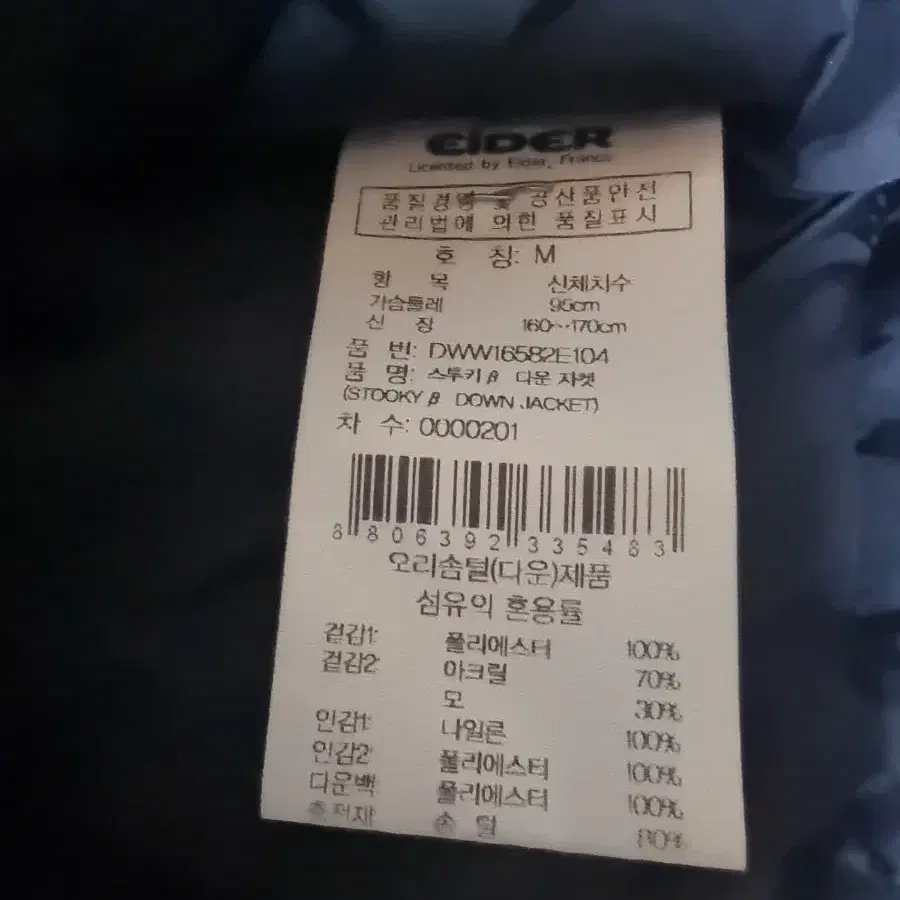 EiDER
Licensed by Eider, France
품질경영 및 공산품안전
관리법에 의한 품질표시
호 칭: M
항 목 신체치수
가슴둘레 95cm
신 장 160~170cm
품 번: DWW16582E104
품 명: 스투키 β 다운 자켓
(STOOKY β DOWN JACKET)
차 수: 0000201
8 806392 335483
오리솜털(다운)제품
섬유의 혼용률
겉감1: 폴리에스터 100%
겉감2: 아크릴 70%
모 30%
안감1: 나일론 100%
안감2: 폴리에스터 100%
다운백: 폴리에스터 100%
충전재 솜 털 80%